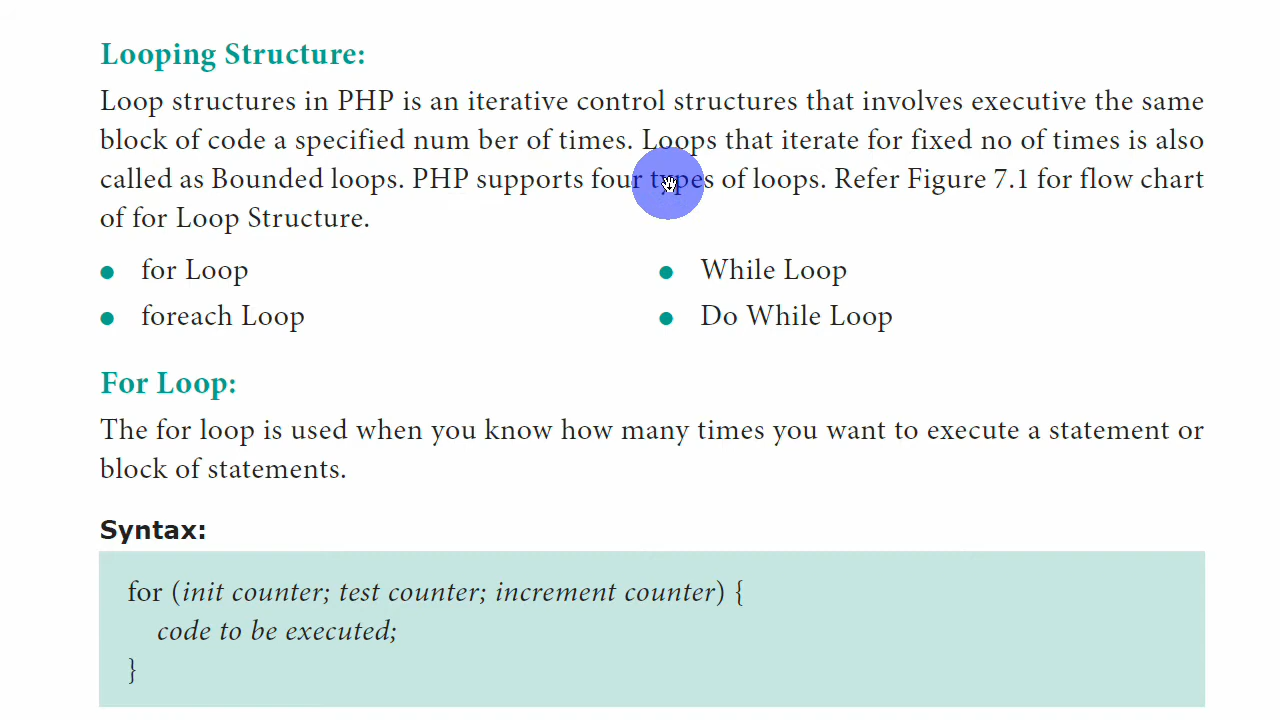 Looping Structure:
Loop structures in PHP is an iterative control structures that involves executive the same
block of code a specified num ber of times. Loops that iterate for fixed no of times is also
called as Bounded loops. PHP supports four types of loops. Refer Figure 7.1 for flow chart
of for Loop Structure.
● for Loop
● While Loop
● foreach Loop
● Do While Loop
For Loop:
The for loop is used when you know how many times you want to execute a statement or
block of statements.
Syntax:
for (init counter; test counter; increment counter) {
code to be executed;
}